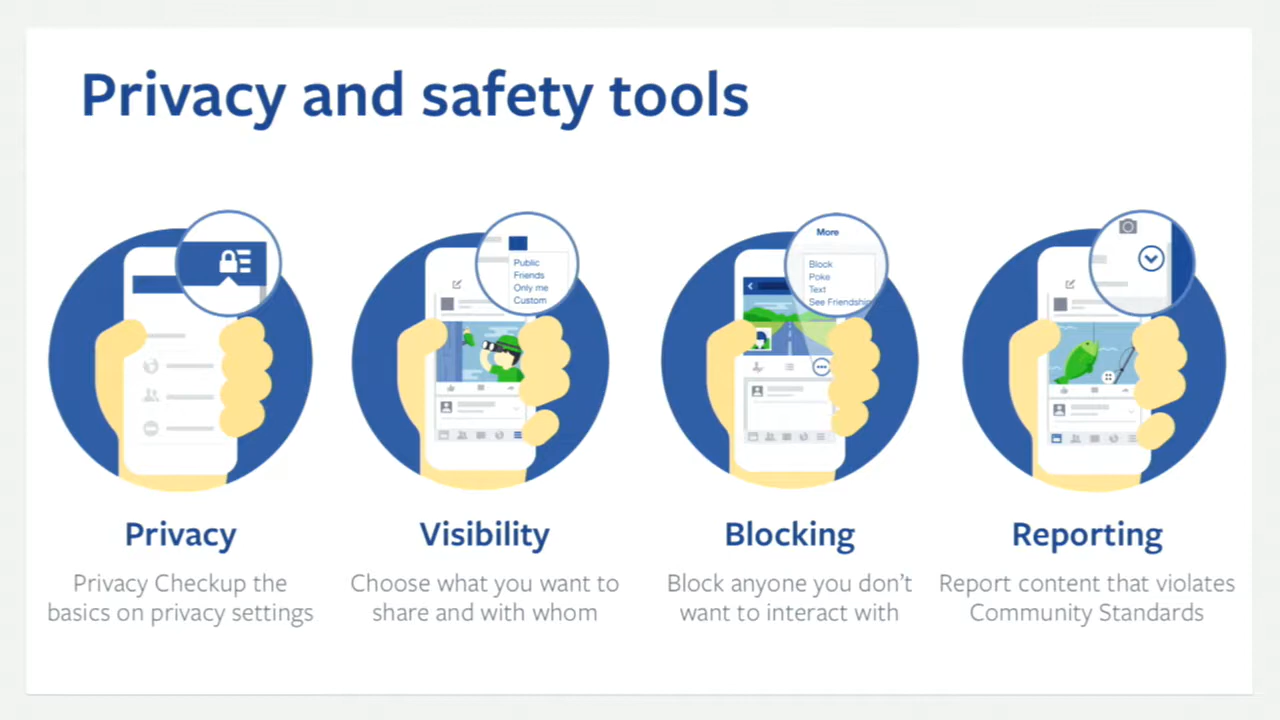 Privacy and safety tools
Public
Friends
Only me
Custom
More
Block
Poke
Text
See Friendship
Privacy
Privacy Checkup the
basics on privacy settings
Visibility
Choose what you want to
share and with whom
Blocking
Block anyone you don’t
want to interact with
Reporting
Report content that violates
Community Standards